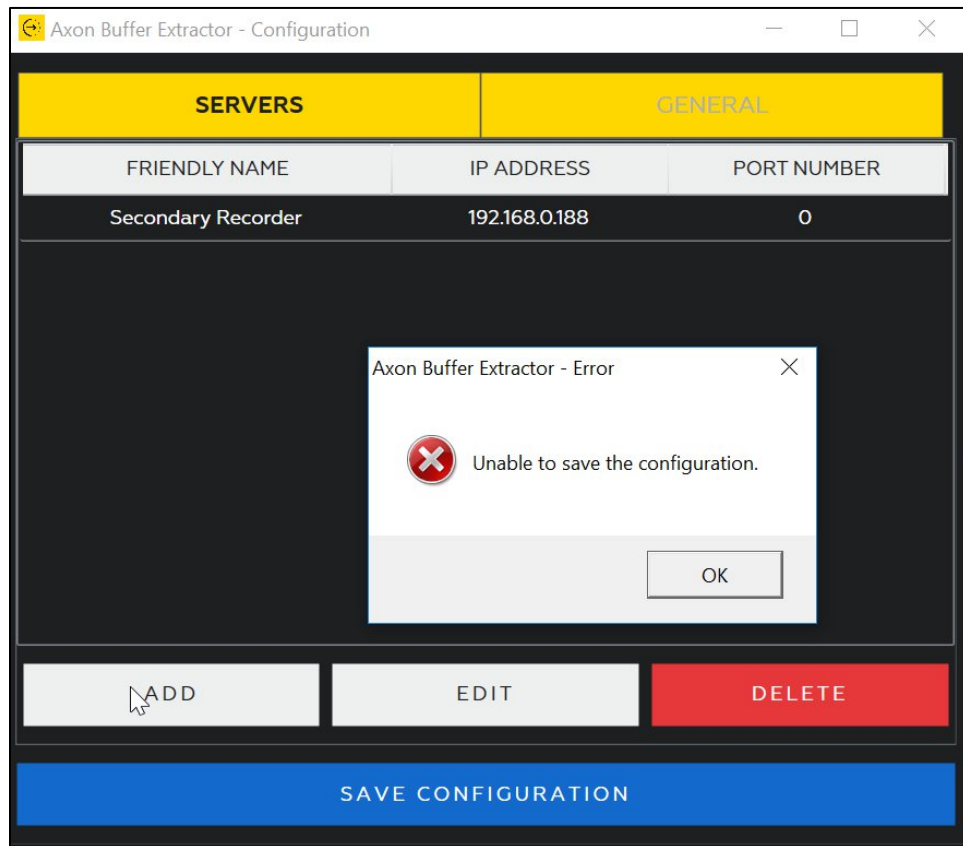 Axon Buffer Extractor - Configuration
SERVERS GENERAL
FRIENDLY NAME IP ADDRESS PORT NUMBER
Secondary Recorder 192.168.0.188 0
Axon Buffer Extractor - Error
Unable to save the configuration.
OK
ADD EDIT DELETE
SAVE CONFIGURATION